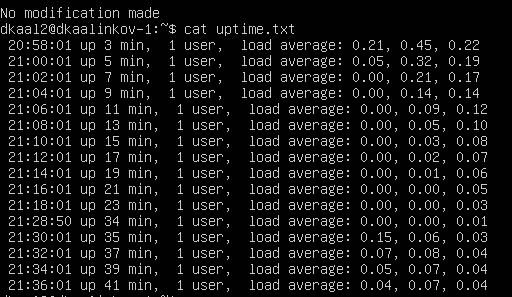 No modification made
dkaal2@dkaalinkov-1:~$ cat uptime.txt
20:58:01 up 3 min,  1 user,  load average: 0.21, 0.45, 0.22
21:00:01 up 5 min,  1 user,  load average: 0.05, 0.32, 0.19
21:02:01 up 7 min,  1 user,  load average: 0.00, 0.21, 0.17
21:04:01 up 9 min,  1 user,  load average: 0.00, 0.14, 0.14
21:06:01 up 11 min,  1 user,  load average: 0.00, 0.09, 0.12
21:08:01 up 13 min,  1 user,  load average: 0.00, 0.05, 0.10
21:10:01 up 15 min,  1 user,  load average: 0.00, 0.03, 0.08
21:12:01 up 17 min,  1 user,  load average: 0.00, 0.02, 0.07
21:14:01 up 19 min,  1 user,  load average: 0.00, 0.01, 0.06
21:16:01 up 21 min,  1 user,  load average: 0.00, 0.00, 0.05
21:18:01 up 23 min,  1 user,  load average: 0.00, 0.00, 0.03
21:28:50 up 34 min,  1 user,  load average: 0.00, 0.00, 0.01
21:30:01 up 35 min,  1 user,  load average: 0.15, 0.06, 0.03
21:32:01 up 37 min,  1 user,  load average: 0.07, 0.08, 0.04
21:34:01 up 39 min,  1 user,  load average: 0.05, 0.07, 0.04
21:36:01 up 41 min,  1 user,  load average: 0.04, 0.07, 0.04